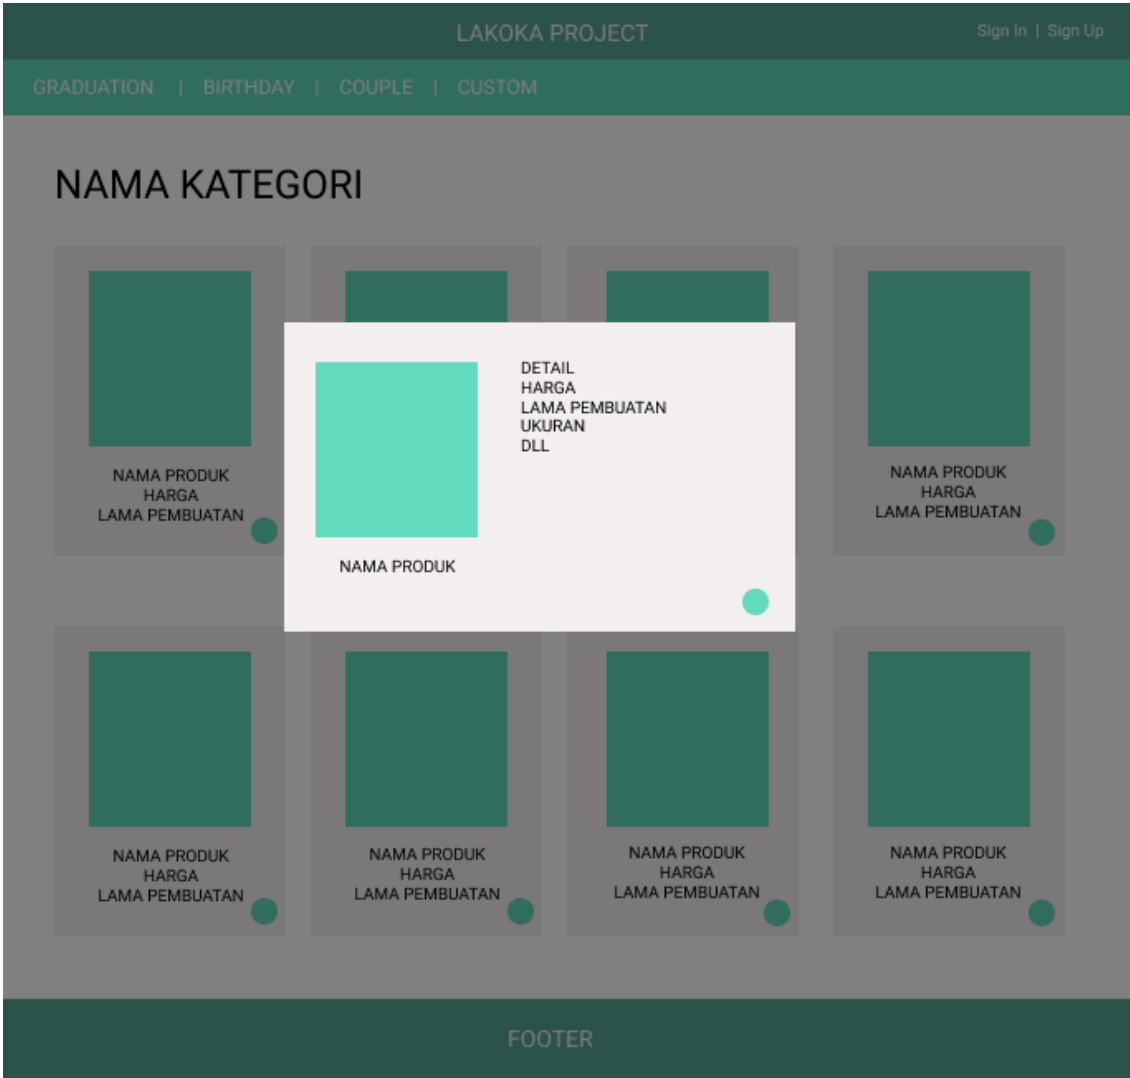 LAKOKA PROJECT
Sign In | Sign Up
GRADUATION | BIRTHDAY | COUPLE | CUSTOM
NAMA KATEGORI
NAMA PRODUK
HARGA
LAMA PEMBUATAN
DETAIL
HARGA
LAMA PEMBUATAN
UKURAN
DLL
NAMA PRODUK
NAMA PRODUK
HARGA
LAMA PEMBUATAN
NAMA PRODUK
HARGA
LAMA PEMBUATAN
NAMA PRODUK
HARGA
LAMA PEMBUATAN
NAMA PRODUK
HARGA
LAMA PEMBUATAN
NAMA PRODUK
HARGA
LAMA PEMBUATAN
FOOTER